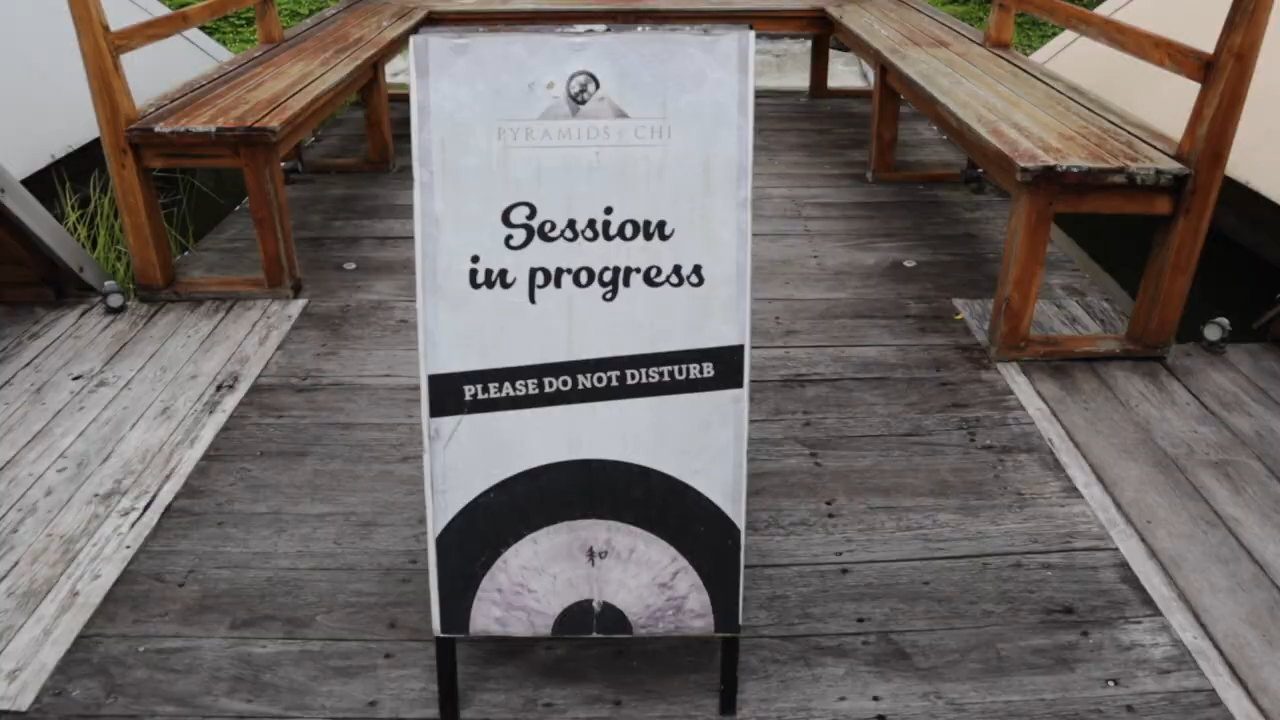 PYRAMIDS of CHI
Session
in progress
PLEASE DO NOT DISTURB
和